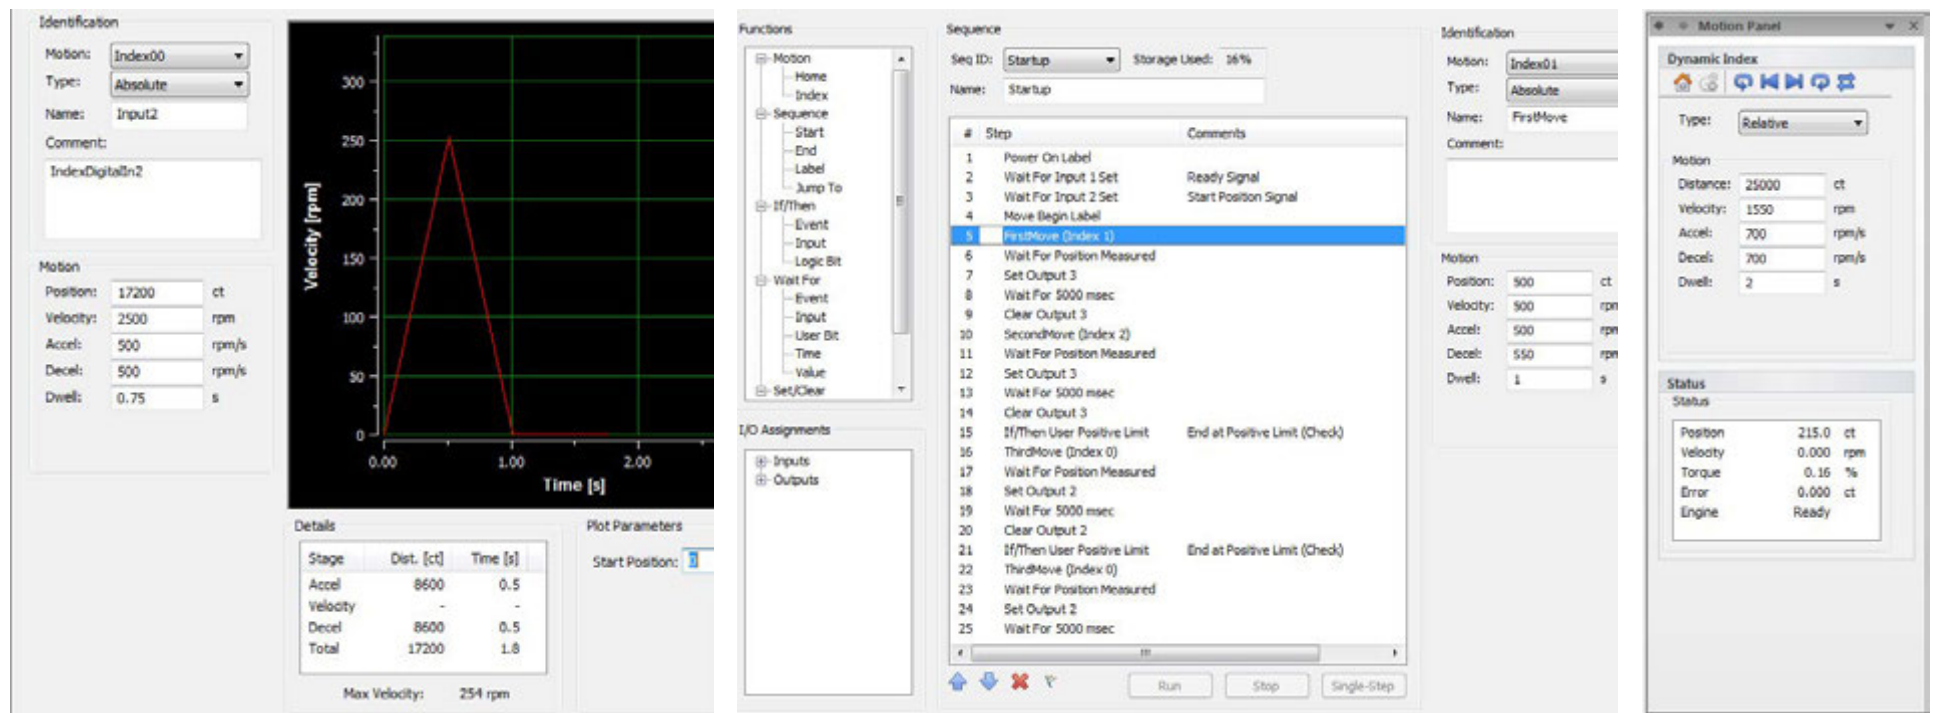 Identification
Motion: Index00
Type: Absolute
Name: Input2
Comment:
IndexDigitalIn2
Motion
Position: 17200 ct
Velocity: 2500 rpm
Accel: 500 rpm/s
Decel: 500 rpm/s
Dwell: 0.75 s
Velocity [rpm]
300
250
200
150
100
50
0
0.00 1.00 2.00
Time [s]
Details
Stage Dist. [ct] Time [s]
Accel 8600 0.5
Velocity - -
Decel 8600 0.5
Total 17200 1.8
Max Velocity: 254 rpm
Plot Parameters
Start Position: 0
Functions
Motion
Home
Index
Sequence
Start
End
Label
Jump To
If/Then
Event
Input
Logic Bit
Wait For
Event
Input
User Bit
Time
Value
Set/Clear
I/O Assignments
Inputs
Outputs
Sequence
Seq ID: Startup Storage Used: 16%
Name: Startup
# Step Comments
1 Power On Label
2 Wait For Input 1 Set Ready Signal
3 Wait For Input 2 Set Start Position Signal
4 Move Begin Label
5 FirstMove (Index 1)
6 Wait For Position Measured
7 Set Output 3
8 Wait For 5000 msec
9 Clear Output 3
10 SecondMove (Index 2)
11 Wait For Position Measured
12 Set Output 3
13 Wait For 5000 msec
14 Clear Output 3
15 If/Then User Positive Limit End at Positive Limit (Check)
16 ThirdMove (Index 0)
17 Wait For Position Measured
18 Set Output 2
19 Wait For 5000 msec
20 Clear Output 2
21 If/Then User Positive Limit End at Positive Limit (Check)
22 ThirdMove (Index 0)
23 Wait For Position Measured
24 Set Output 2
25 Wait For 5000 msec
Run Stop Single-Step
Identification
Motion: Index01
Type: Absolute
Name: FirstMove
Comment:
Motion
Position: 500 ct
Velocity: 500 rpm
Accel: 500 rpm
Decel: 550 rpm
Dwell: 1 s
Motion Panel
Dynamic Index
Type: Relative
Motion
Distance: 25000 ct
Velocity: 1550 rpm
Accel: 700 rpm/s
Decel: 700 rpm/s
Dwell: 2 s
Status
Status
Position 215.0 ct
Velocity 0.000 rpm
Torque 0.16 %
Error 0.000 ct
Engine Ready